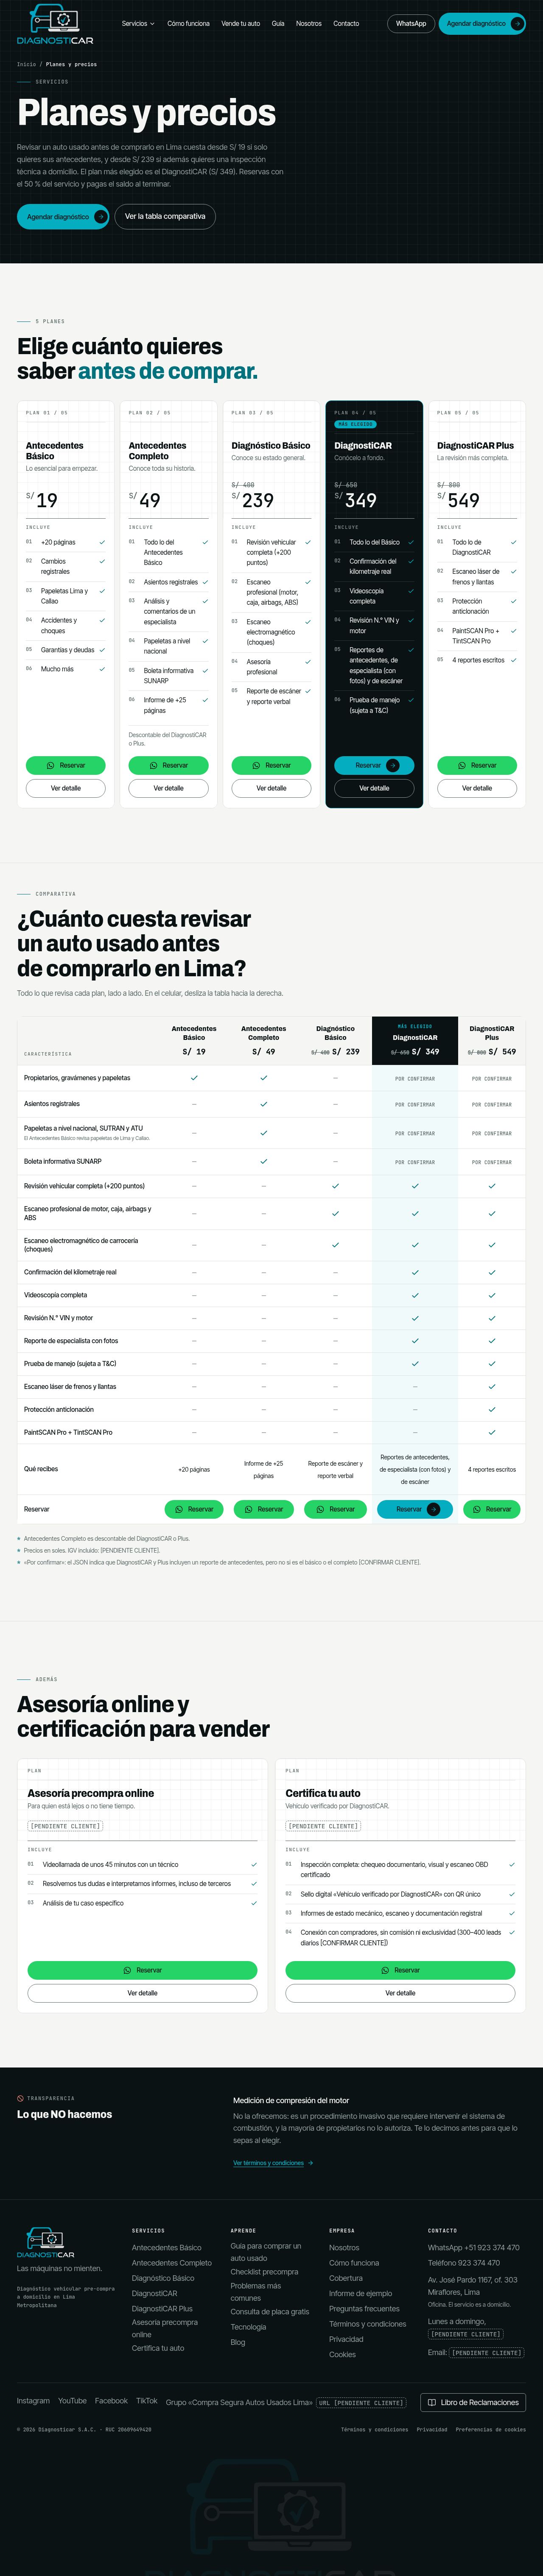 DIAGNOSTICAR
Servicios
Cómo funciona
Vende tu auto
Guía
Nosotros
Contacto
WhatsApp
Agendar diagnóstico
Inicio / Planes y precios
SERVICIOS
Planes y precios
Revisar un auto usado antes de comprarlo en Lima cuesta desde S/ 19 si solo
quieres sus antecedentes, y desde S/ 239 si además quieres una inspección
técnica a domicilio. El plan más elegido es el DiagnostiCAR (S/ 349). Reservas con
el 50 % del servicio y pagas el saldo al terminar.
Agendar diagnóstico
Ver la tabla comparativa
5 PLANES
Elige cuánto quieres
saber antes de comprar.
PLAN 01 / 05
Antecedentes
Básico
Lo esencial para empezar.
S/ 19
INCLUYE
01 +20 páginas
02 Cambios
registrales
03 Papeletas Lima y
Callao
04 Accidentes y
choques
05 Garantías y deudas
06 Mucho más
Reservar
Ver detalle
PLAN 02 / 05
Antecedentes
Completo
Conoce toda su historia.
S/ 49
INCLUYE
01 Todo lo del
Antecedentes
Básico
02 Asientos registrales
03 Análisis y
comentarios de un
especialista
04 Papeletas a nivel
nacional
05 Boleta informativa
SUNARP
06 Informe de +25
páginas
Descontable del DiagnostiCAR
o Plus.
Reservar
Ver detalle
PLAN 03 / 05
Diagnóstico Básico
Conoce su estado general.
S/ 400
S/ 239
INCLUYE
01 Revisión vehicular
completa (+200
puntos)
02 Escaneo
profesional (motor,
caja, airbags, ABS)
03 Escaneo
electromagnético
(choques)
04 Asesoría
profesional
05 Reporte de escáner
y reporte verbal
Reservar
Ver detalle
PLAN 04 / 05
MÁS ELEGIDO
DiagnostiCAR
Conócelo a fondo.
S/ 650
S/ 349
INCLUYE
01 Todo lo del Básico
02 Confirmación del
kilometraje real
03 Videoscopía
completa
04 Revisión N.° VIN y
motor
05 Reportes de
antecedentes, de
especialista (con
fotos) y de escáner
06 Prueba de manejo
(sujeta a T&C)
Reservar
Ver detalle
PLAN 05 / 05
DiagnostiCAR Plus
La revisión más completa.
S/ 800
S/ 549
INCLUYE
01 Todo lo de
DiagnostiCAR
02 Escaneo láser de
frenos y llantas
03 Protección
anticlonación
04 PaintSCAN Pro +
TintSCAN Pro
05 4 reportes escritos
Reservar
Ver detalle
COMPARATIVA
¿Cuánto cuesta revisar
un auto usado antes
de comprarlo en Lima?
Todo lo que revisa cada plan, lado a lado. En el celular, desliza la tabla hacia la derecha.
CARACTERÍSTICA
Antecedentes
Básico
S/ 19
Antecedentes
Completo
S/ 49
Diagnóstico
Básico
S/ 400 S/ 239
MÁS ELEGIDO
DiagnostiCAR
S/ 650 S/ 349
DiagnostiCAR
Plus
S/ 800 S/ 549
Propietarios, gravámenes y papeletas — POR CONFIRMAR POR CONFIRMAR
Asientos registrales — — POR CONFIRMAR POR CONFIRMAR
Papeletas a nivel nacional, SUTRAN y ATU — — POR CONFIRMAR POR CONFIRMAR
El Antecedentes Básico revisa papeletas de Lima y Callao.
Boleta informativa SUNARP — — POR CONFIRMAR POR CONFIRMAR
Revisión vehicular completa (+200 puntos) — —
Escaneo profesional de motor, caja, airbags y
ABS — —
Escaneo electromagnético de carrocería
(choques) — —
Confirmación del kilometraje real — — —
Videoscopía completa — — —
Revisión N.° VIN y motor — — —
Reporte de especialista con fotos — — —
Prueba de manejo (sujeta a T&C) — — —
Escaneo láser de frenos y llantas — — — —
Protección anticlonación — — — —
PaintSCAN Pro + TintSCAN Pro — — — —
Qué recibes
+20 páginas
Informe de +25
páginas
Reporte de escáner y
reporte verbal
Reportes de antecedentes,
de especialista (con fotos) y
de escáner
4 reportes escritos
Reservar
Reservar
Reservar
Reservar
Reservar
Reservar
Antecedentes Completo es descontable del DiagnostiCAR o Plus.
Precios en soles. IGV incluido: [PENDIENTE CLIENTE].
«Por confirmar»: el JSON indica que DiagnostiCAR y Plus incluyen un reporte de antecedentes, pero no si es el básico o el completo [CONFIRMAR CLIENTE].
ADEMÁS
Asesoría online y
certificación para vender
PLAN
Asesoría precompra online
Para quien está lejos o no tiene tiempo.
[PENDIENTE CLIENTE]
INCLUYE
01 Videollamada de unos 45 minutos con un técnico
02 Resolvemos tus dudas e interpretamos informes, incluso de terceros
03 Análisis de tu caso específico
Reservar
Ver detalle
PLAN
Certifica tu auto
Vehículo verificado por DiagnostiCAR.
[PENDIENTE CLIENTE]
INCLUYE
01 Inspección completa: chequeo documentario, visual y escaneo OBD
certificado
02 Sello digital «Vehículo verificado por DiagnostiCAR» con QR único
03 Informes de estado mecánico, escaneo y documentación registral
04 Conexión con compradores, sin comisión ni exclusividad (300–400 leads
diarios [CONFIRMAR CLIENTE])
Reservar
Ver detalle
TRANSPARENCIA
Lo que NO hacemos
Medición de compresión del motor
No la ofrecemos: es un procedimiento invasivo que requiere intervenir el sistema de
combustión, y la mayoría de propietarios no lo autoriza. Te lo decimos antes para que lo
sepas al elegir.
Ver términos y condiciones
DIAGNOSTICAR
Las máquinas no mienten.
Diagnóstico vehicular pre-compra
a domicilio en Lima
Metropolitana
SERVICIOS
Antecedentes Básico
Antecedentes Completo
Diagnóstico Básico
DiagnostiCAR
DiagnostiCAR Plus
Asesoría precompra
online
Certifica tu auto
APRENDE
Guía para comprar un
auto usado
Checklist precompra
Problemas más
comunes
Consulta de placa gratis
Tecnología
Blog
EMPRESA
Nosotros
Cómo funciona
Cobertura
Informe de ejemplo
Preguntas frecuentes
Términos y condiciones
Privacidad
Cookies
CONTACTO
WhatsApp +51 923 374 470
Teléfono 923 374 470
Av. José Pardo 1167, of. 303
Miraflores, Lima
Oficina. El servicio es a domicilio.
Lunes a domingo,
[PENDIENTE CLIENTE]
Email: [PENDIENTE CLIENTE]
Instagram
YouTube
Facebook
TikTok
Grupo «Compra Segura Autos Usados Lima» URL [PENDIENTE CLIENTE]
Libro de Reclamaciones
© 2026 Diagnosticar S.A.C. · RUC 20609649420
Términos y condiciones
Privacidad
Preferencias de cookies